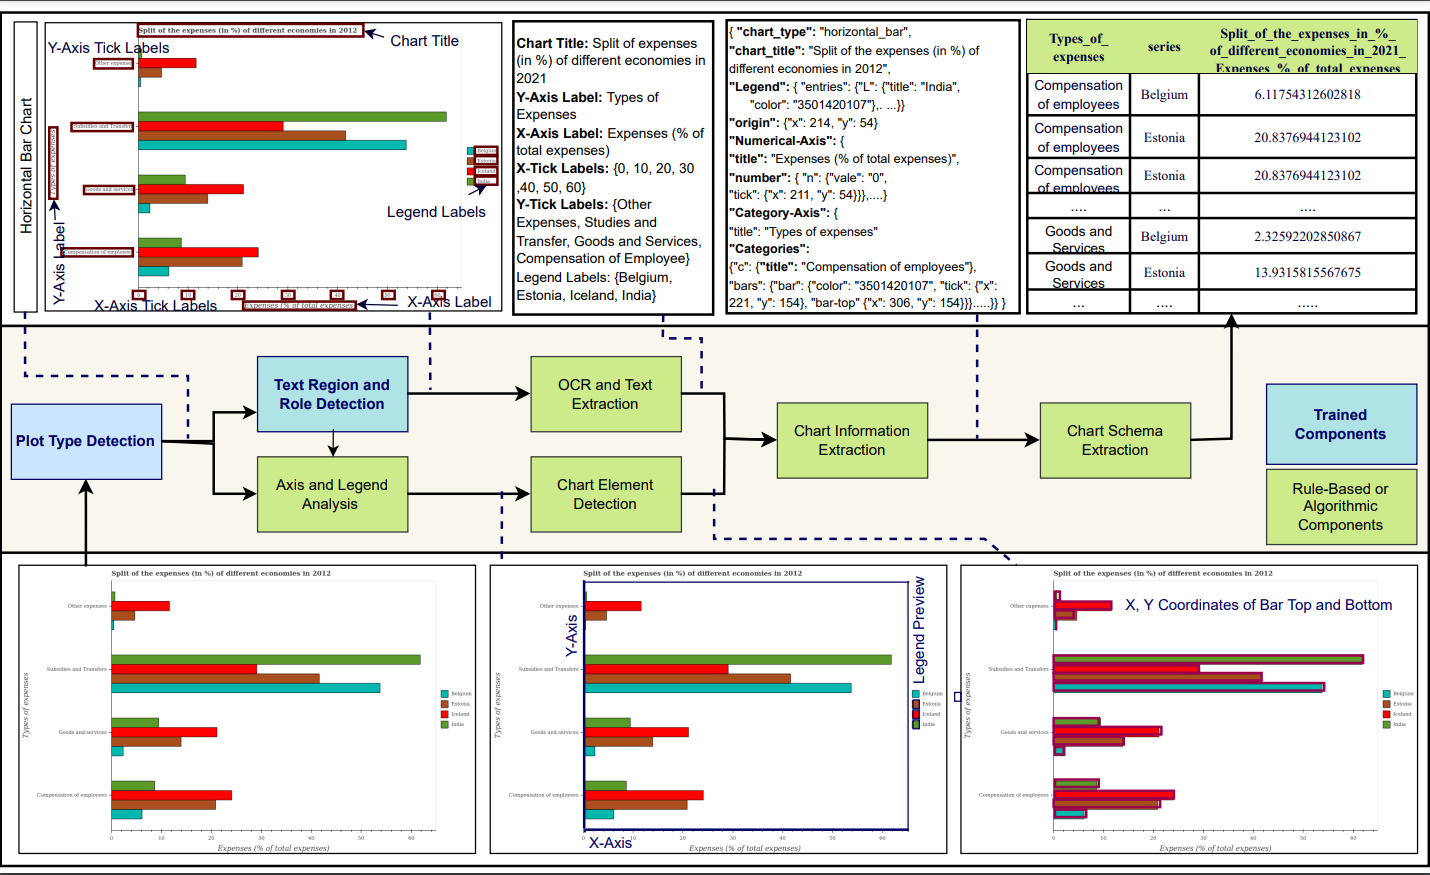 Horizontal Bar Chart
Split of the expenses (in %) of different economies in 2012
Chart Title
Y-Axis Tick Labels
Other expenses
Subsidies and Transfers
Goods and services
Compensation of employees
Types of expenses
Y-Axis Label
Belgium
Estonia
Iceland
India
Legend Labels
X-Axis Tick Labels
Expenses (% of total expenses)
X-Axis Label
Chart Title: Split of expenses
(in %) of different economies in
2021
Y-Axis Label: Types of
Expenses
X-Axis Label: Expenses (% of
total expenses)
X-Tick Labels: {0, 10, 20, 30
,40, 50, 60}
Y-Tick Labels: {Other
Expenses, Studies and
Transfer, Goods and Services,
Compensation of Employee}
Legend Labels: {Belgium,
Estonia, Iceland, India}
{ "chart_type": "horizontal_bar",
"chart_title": "Split of the expenses (in %) of
different economies in 2012",
"Legend": { "entries": {"L": {"title": "India",
"color": "3501420107"},. ...}}
"origin": {"x": 214, "y": 54}
"Numerical-Axis": {
"title": "Expenses (% of total expenses)",
"number": { "n": {"vale": "0",
"tick": {"x": 211, "y": 54}}},....}
"Category-Axis": {
"title": "Types of expenses"
"Categories":
{"c": {"title": "Compensation of employees"},
"bars": {"bar": {"color": "3501420107", "tick": {"x":
221, "y": 154}, "bar-top" {"x": 306, "y": 154}}}.....}} }
Types_of_
expenses
series
Split_of_the_expenses_in_%_
of_different_economies_in_2021_
Expenses_%_of_total_expenses
Compensation
of employees
Belgium
6.11754312602818
Compensation
of employees
Estonia
20.8376944123102
Compensation
of employees
Estonia
20.8376944123102
....
...
....
Goods and
Services
Belgium
2.32592202850867
Goods and
Services
Estonia
13.9315815567675
...
....
.....
Plot Type Detection
Text Region and
Role Detection
Axis and Legend
Analysis
OCR and Text
Extraction
Chart Element
Detection
Chart Information
Extraction
Chart Schema
Extraction
Trained
Components
Rule-Based or
Algorithmic
Components
Split of the expenses (in %) of different economies in 2012
Other expenses
Subsidies and Transfers
Goods and services
Compensation of employees
Types of expenses
Belgium
Estonia
Iceland
India
0 10 20 30 40 50 60
Expenses (% of total expenses)
Split of the expenses (in %) of different economies in 2012
Y-Axis
Other expenses
Subsidies and Transfers
Goods and services
Compensation of employees
Types of expenses
Legend Preview
Belgium
Estonia
Iceland
India
0 10 20 30 40 50 60
X-Axis
Expenses (% of total expenses)
Split of the expenses (in %) of different economies in 2012
X, Y Coordinates of Bar Top and Bottom
Other expenses
Subsidies and Transfers
Goods and services
Compensation of employees
Types of expenses
Belgium
Estonia
Iceland
India
0 10 20 30 40 50 60
Expenses (% of total expenses)